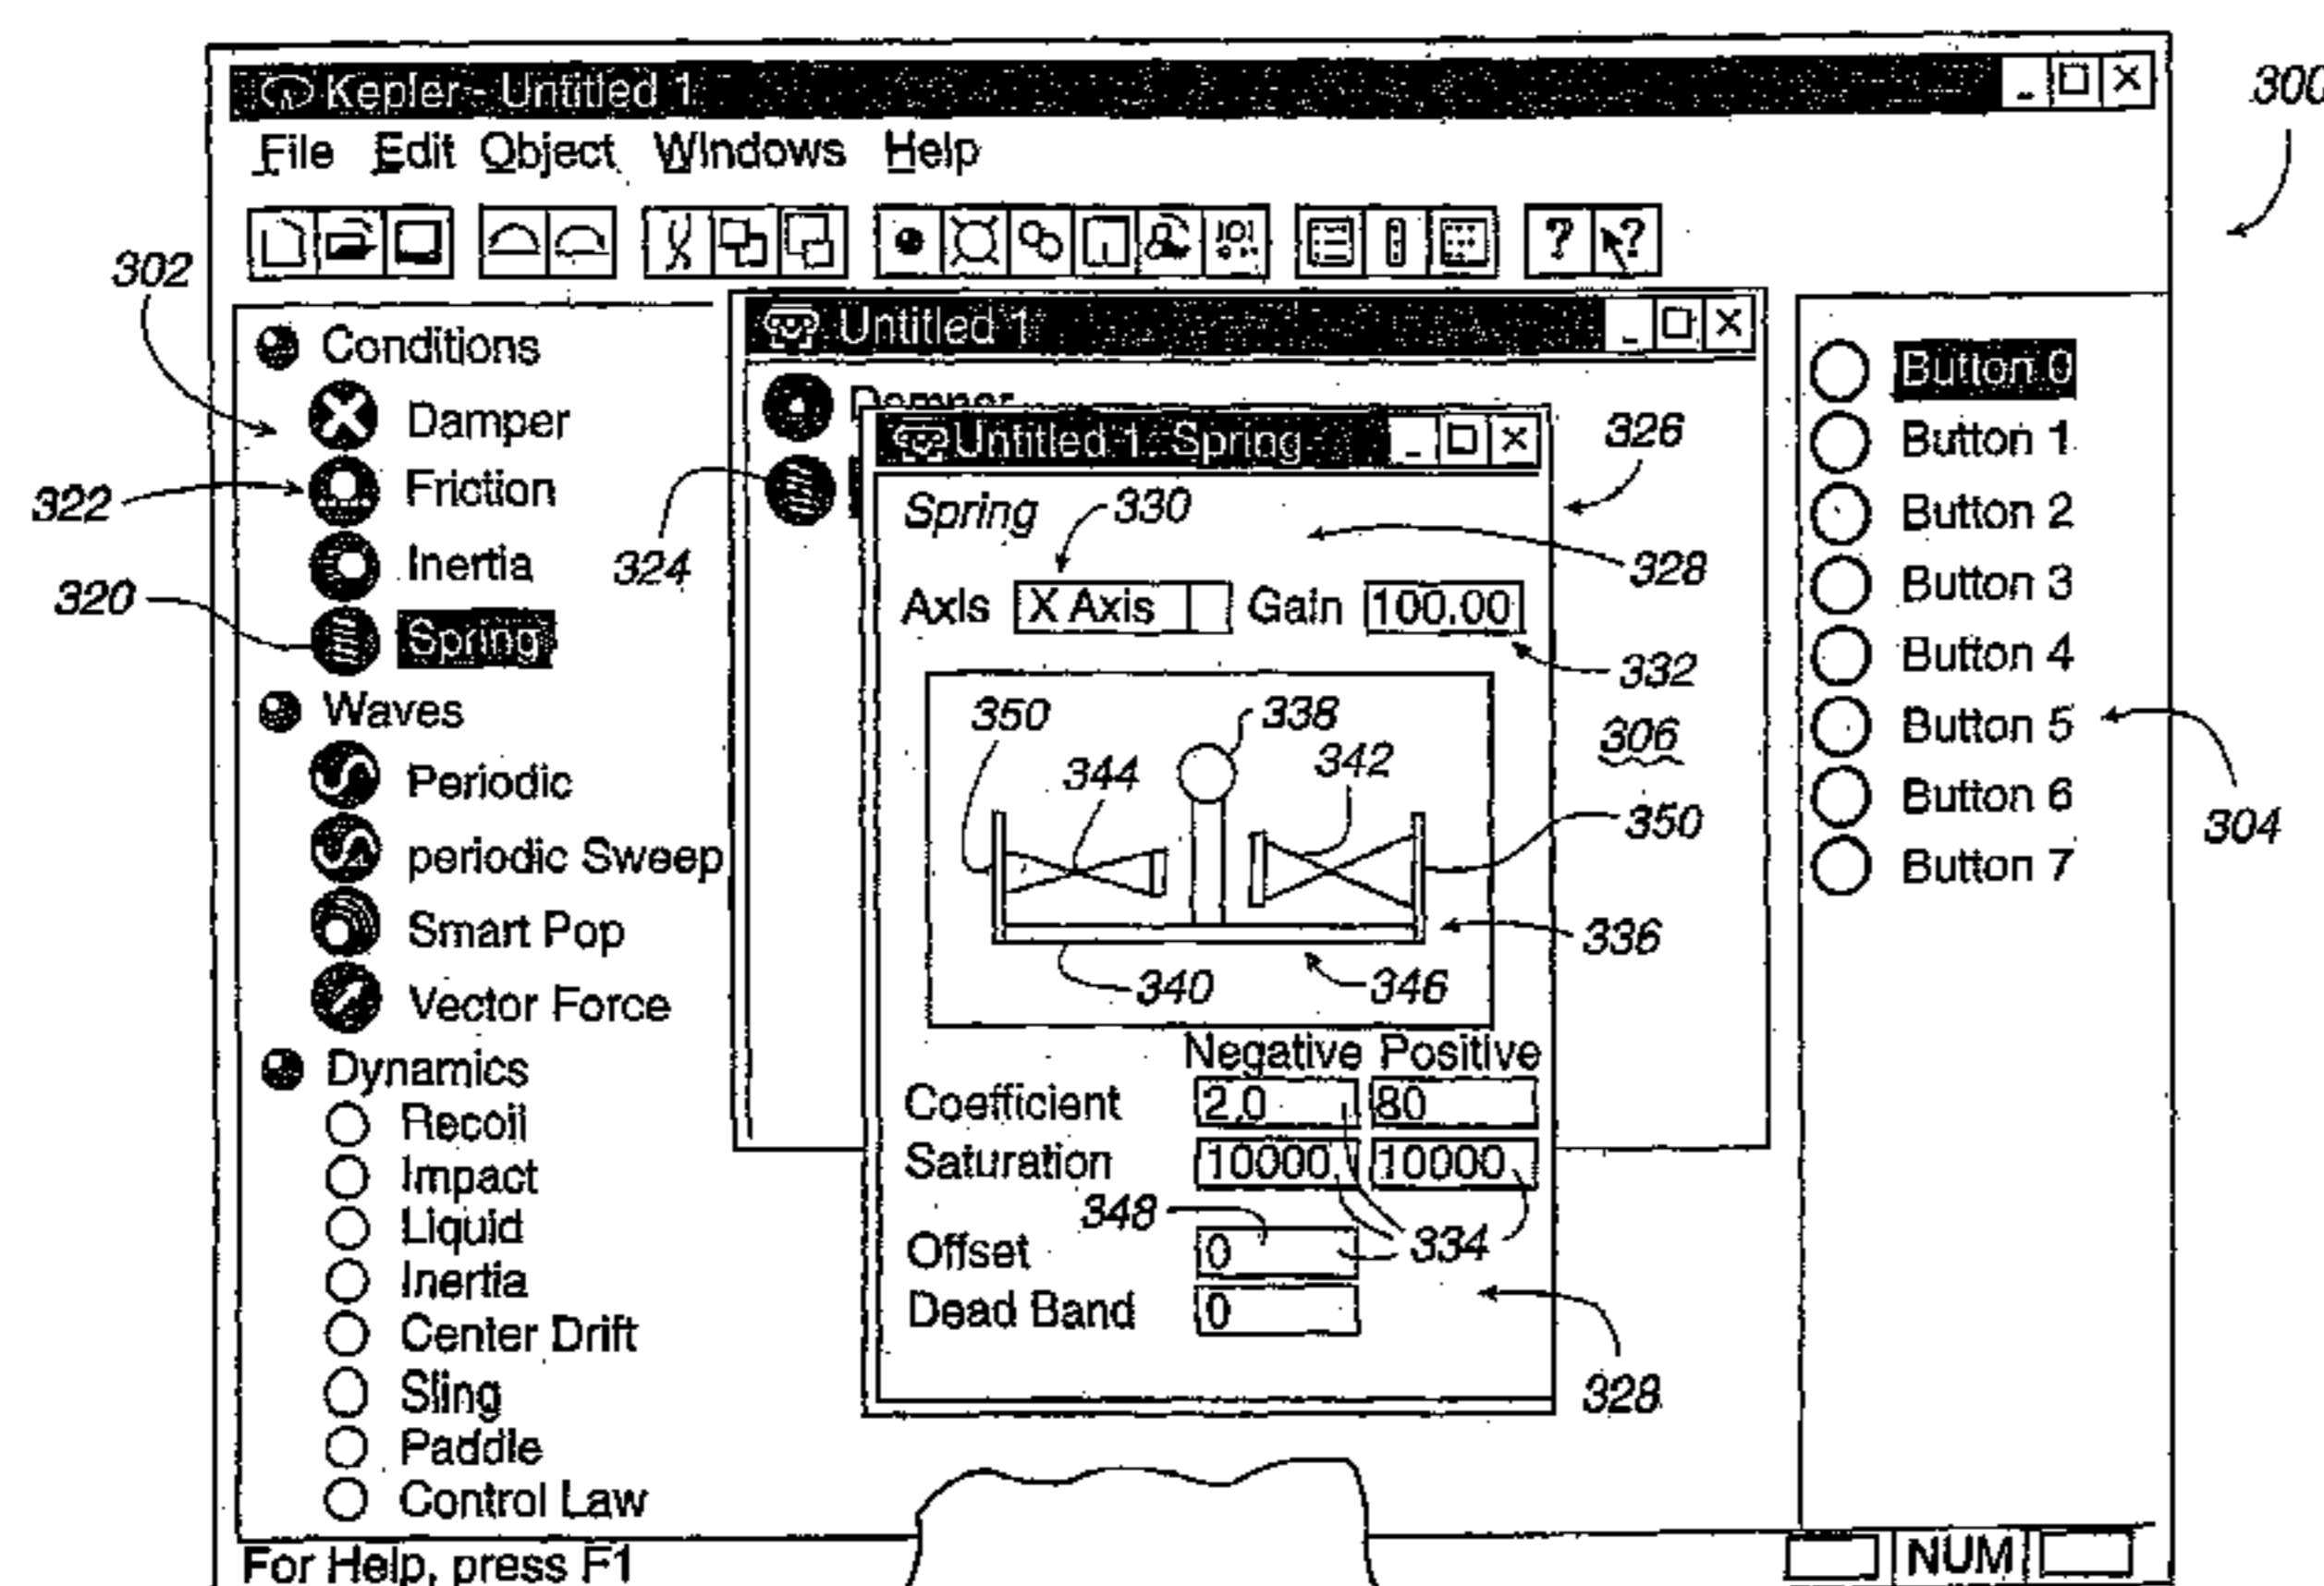 Kepler - Untitled 1
300
File Edit Object Windows Help
302
Conditions
Damper
322
Friction
Inertia
320
Spring
Waves
Periodic
periodic Sweep
Smart Pop
Vector Force
Dynamics
Recoil
Impact
Liquid
Inertia
Center Drift
Sling
Paddle
Control Law
Untitled 1
Damper
324
Untitled 1 - Spring
326
Spring
330
328
Axis X Axis Gain 100.00
332
350 338
344 342
306
350
336
340 346
Negative Positive
Coefficient 2,0 80
Saturation 10000 10000
348
334
Offset 0
Dead Band 0
328
Button 0
Button 1
Button 2
Button 3
Button 4
Button 5
Button 6
304
Button 7
For Help, press F1
NUM